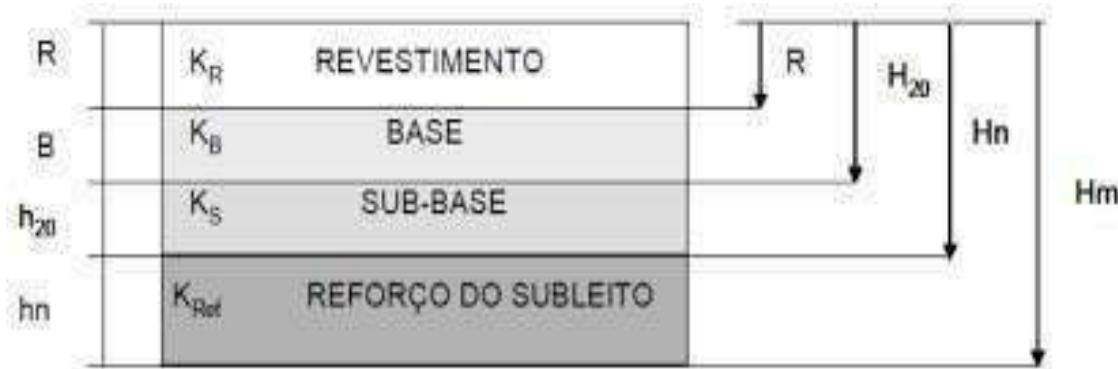 R K_R REVESTIMENTO R
H_20
B K_B BASE Hn
Hm
h_20 K_S SUB-BASE
hn K_Ref REFORÇO DO SUBLEITO